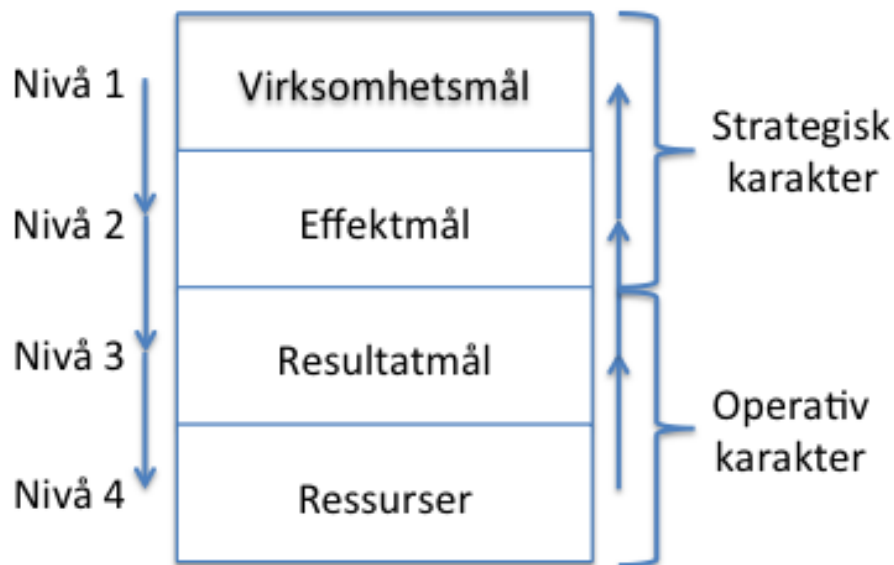 Nivå 1
Virksomhetsmål
Strategisk
karakter
Nivå 2
Effektmål
Nivå 3
Resultatmål
Operativ
karakter
Nivå 4
Ressurser